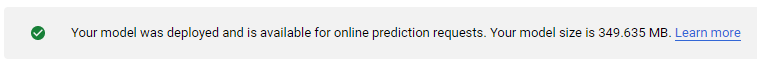 Your model was deployed and is available for online prediction requests. Your model size is 349.635 MB. Learn more